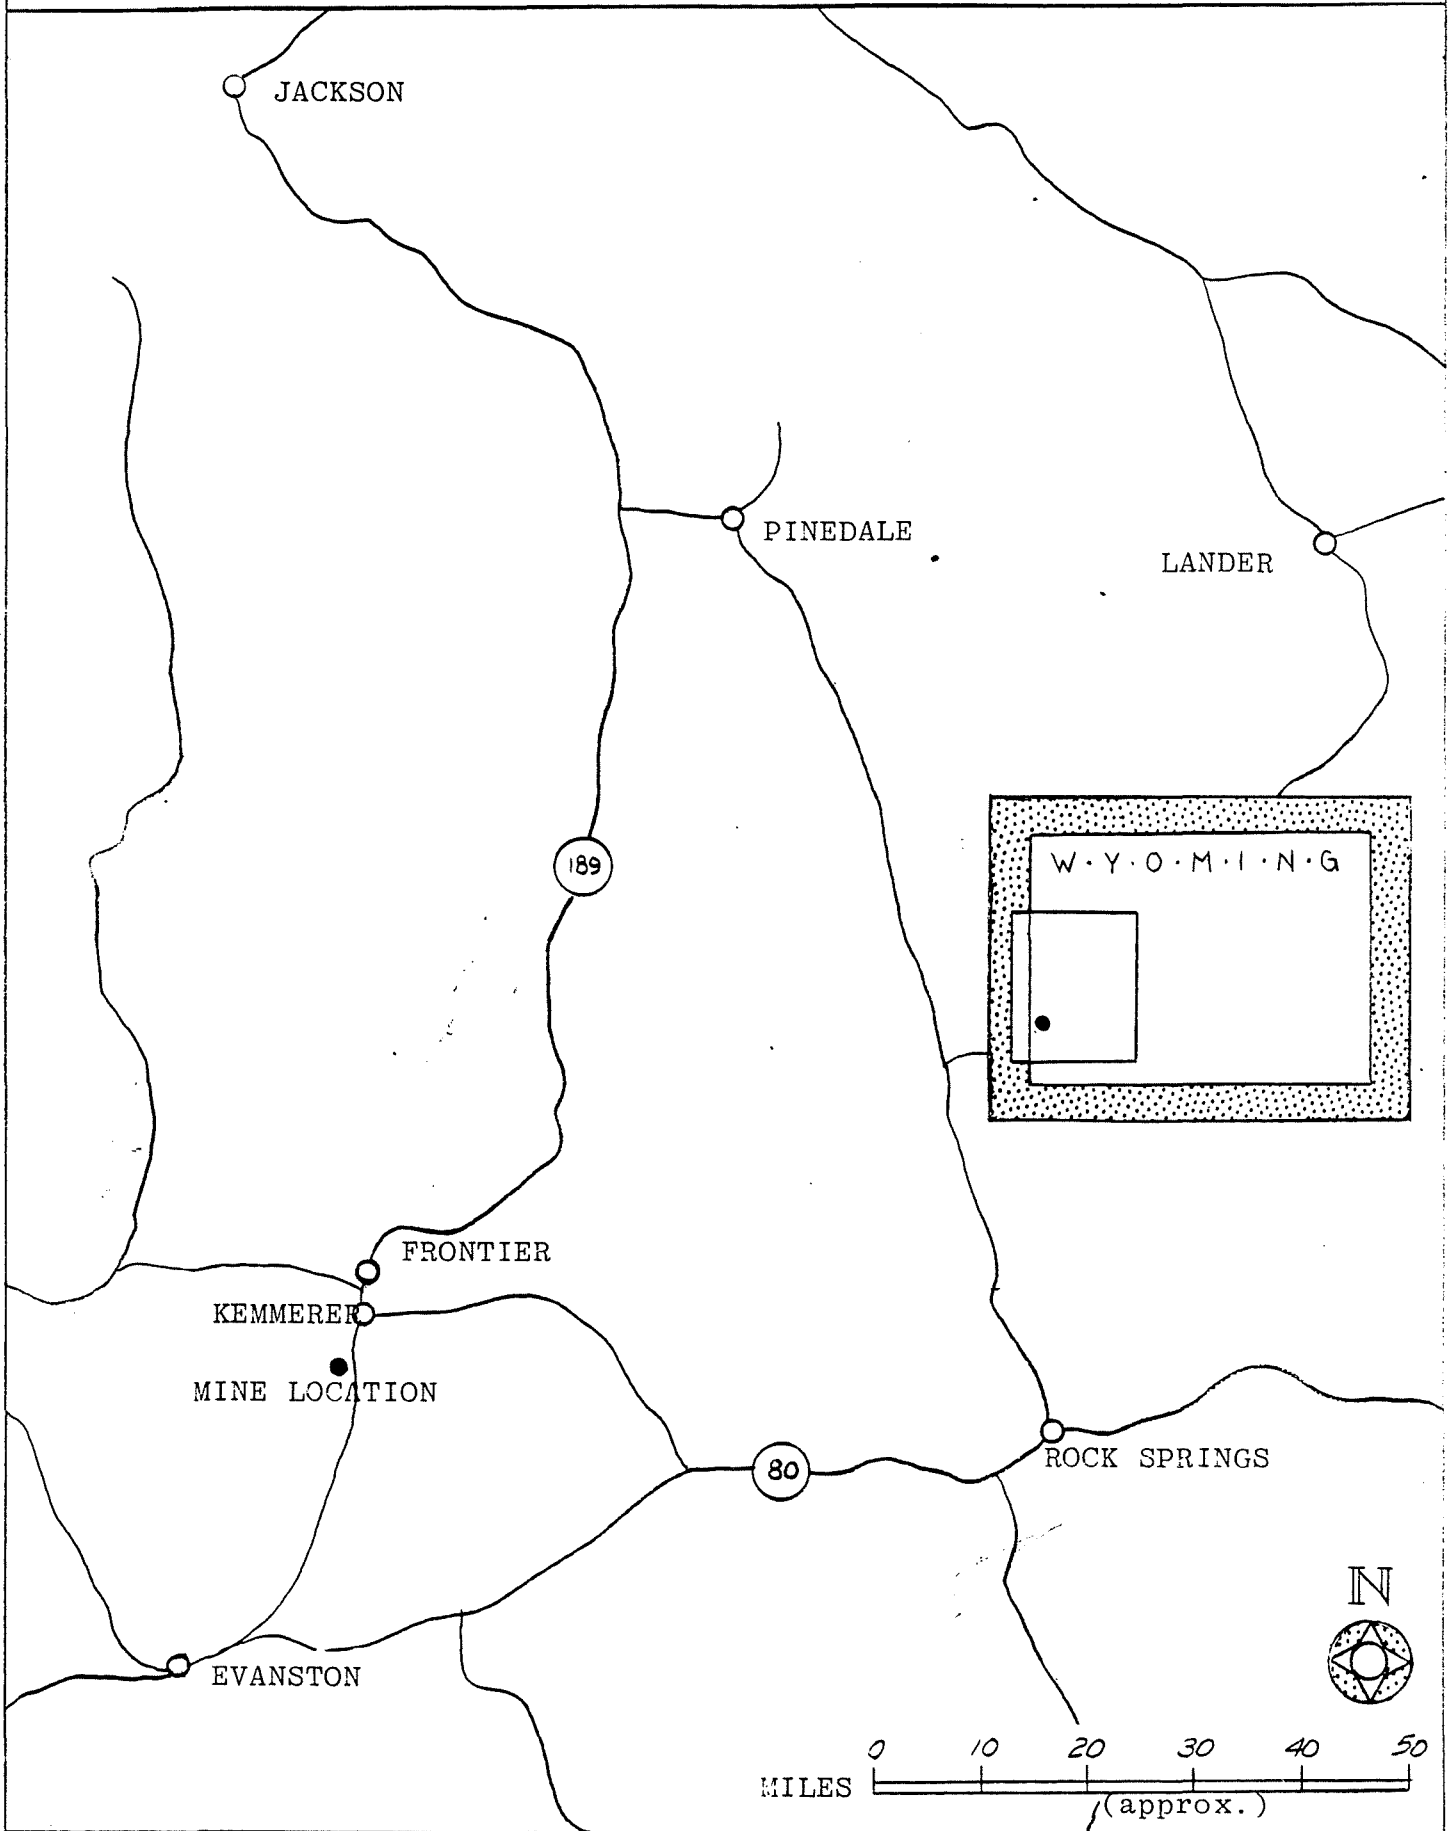 JACKSON
PINEDALE
LANDER
W·Y·O·M·I·N·G
189
FRONTIER
KEMMERER
MINE LOCATION
80
ROCK SPRINGS
N
EVANSTON
0 10 20 30 40 50
MILES
(approx.)